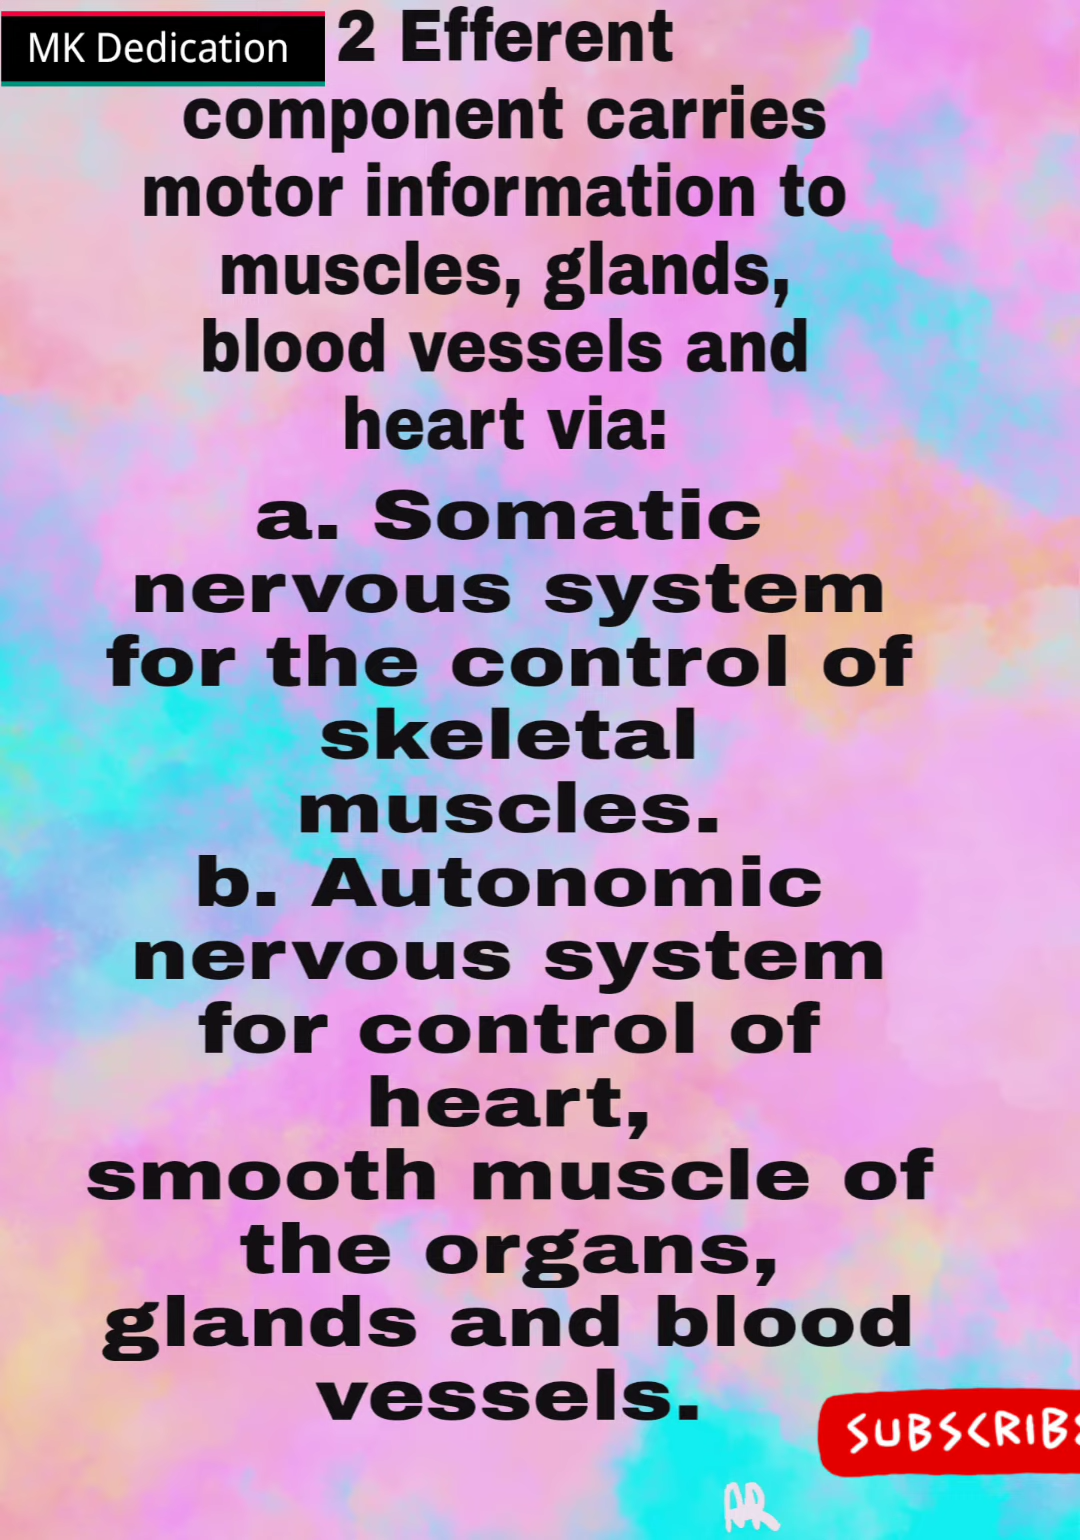 MK Dedication
2 Efferent
component carries
motor information to
muscles, glands,
blood vessels and
heart via:
a. Somatic
nervous system
for the control of
skeletal
muscles.
b. Autonomic
nervous system
for control of
heart,
smooth muscle of
the organs,
glands and blood
vessels.
SUBSCRIBE
AR